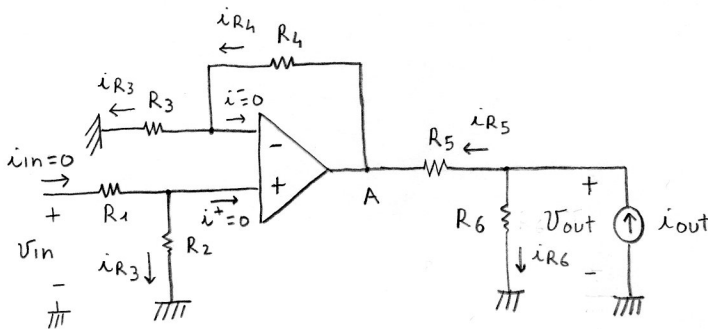 iR4
R4
iR3
R3
i⁻=0
iin=0
R1
i⁺=0
+
Vin
-
iR3
R2
-
+
A
R5
iR5
R6
iR6
+
Vout
-
iout